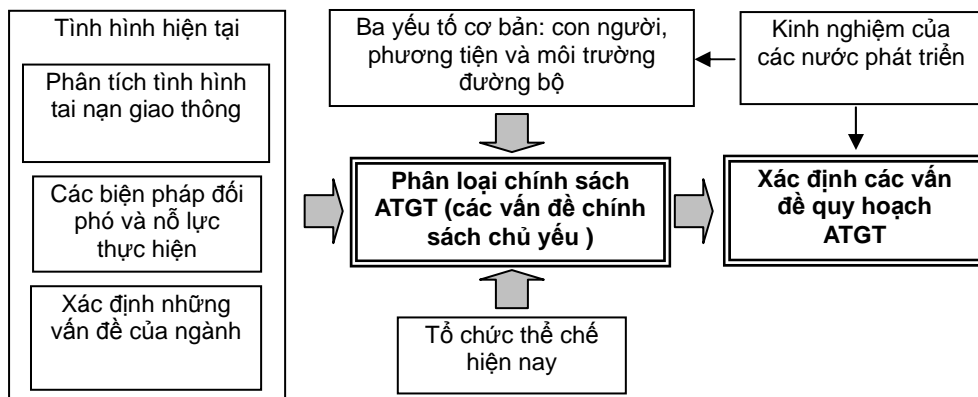 Tình hình hiện tại
Phân tích tình hình
tai nạn giao thông
Các biện pháp đối
phó và nỗ lực
thực hiện
Xác định những
vấn đề của ngành
Ba yếu tố cơ bản: con người,
phương tiện và môi trường
đường bộ
Kinh nghiệm của
các nước phát triển
Phân loại chính sách
ATGT (các vấn đề chính
sách chủ yếu )
Xác định các vấn
đề quy hoạch
ATGT
Tổ chức thể chế
hiện nay